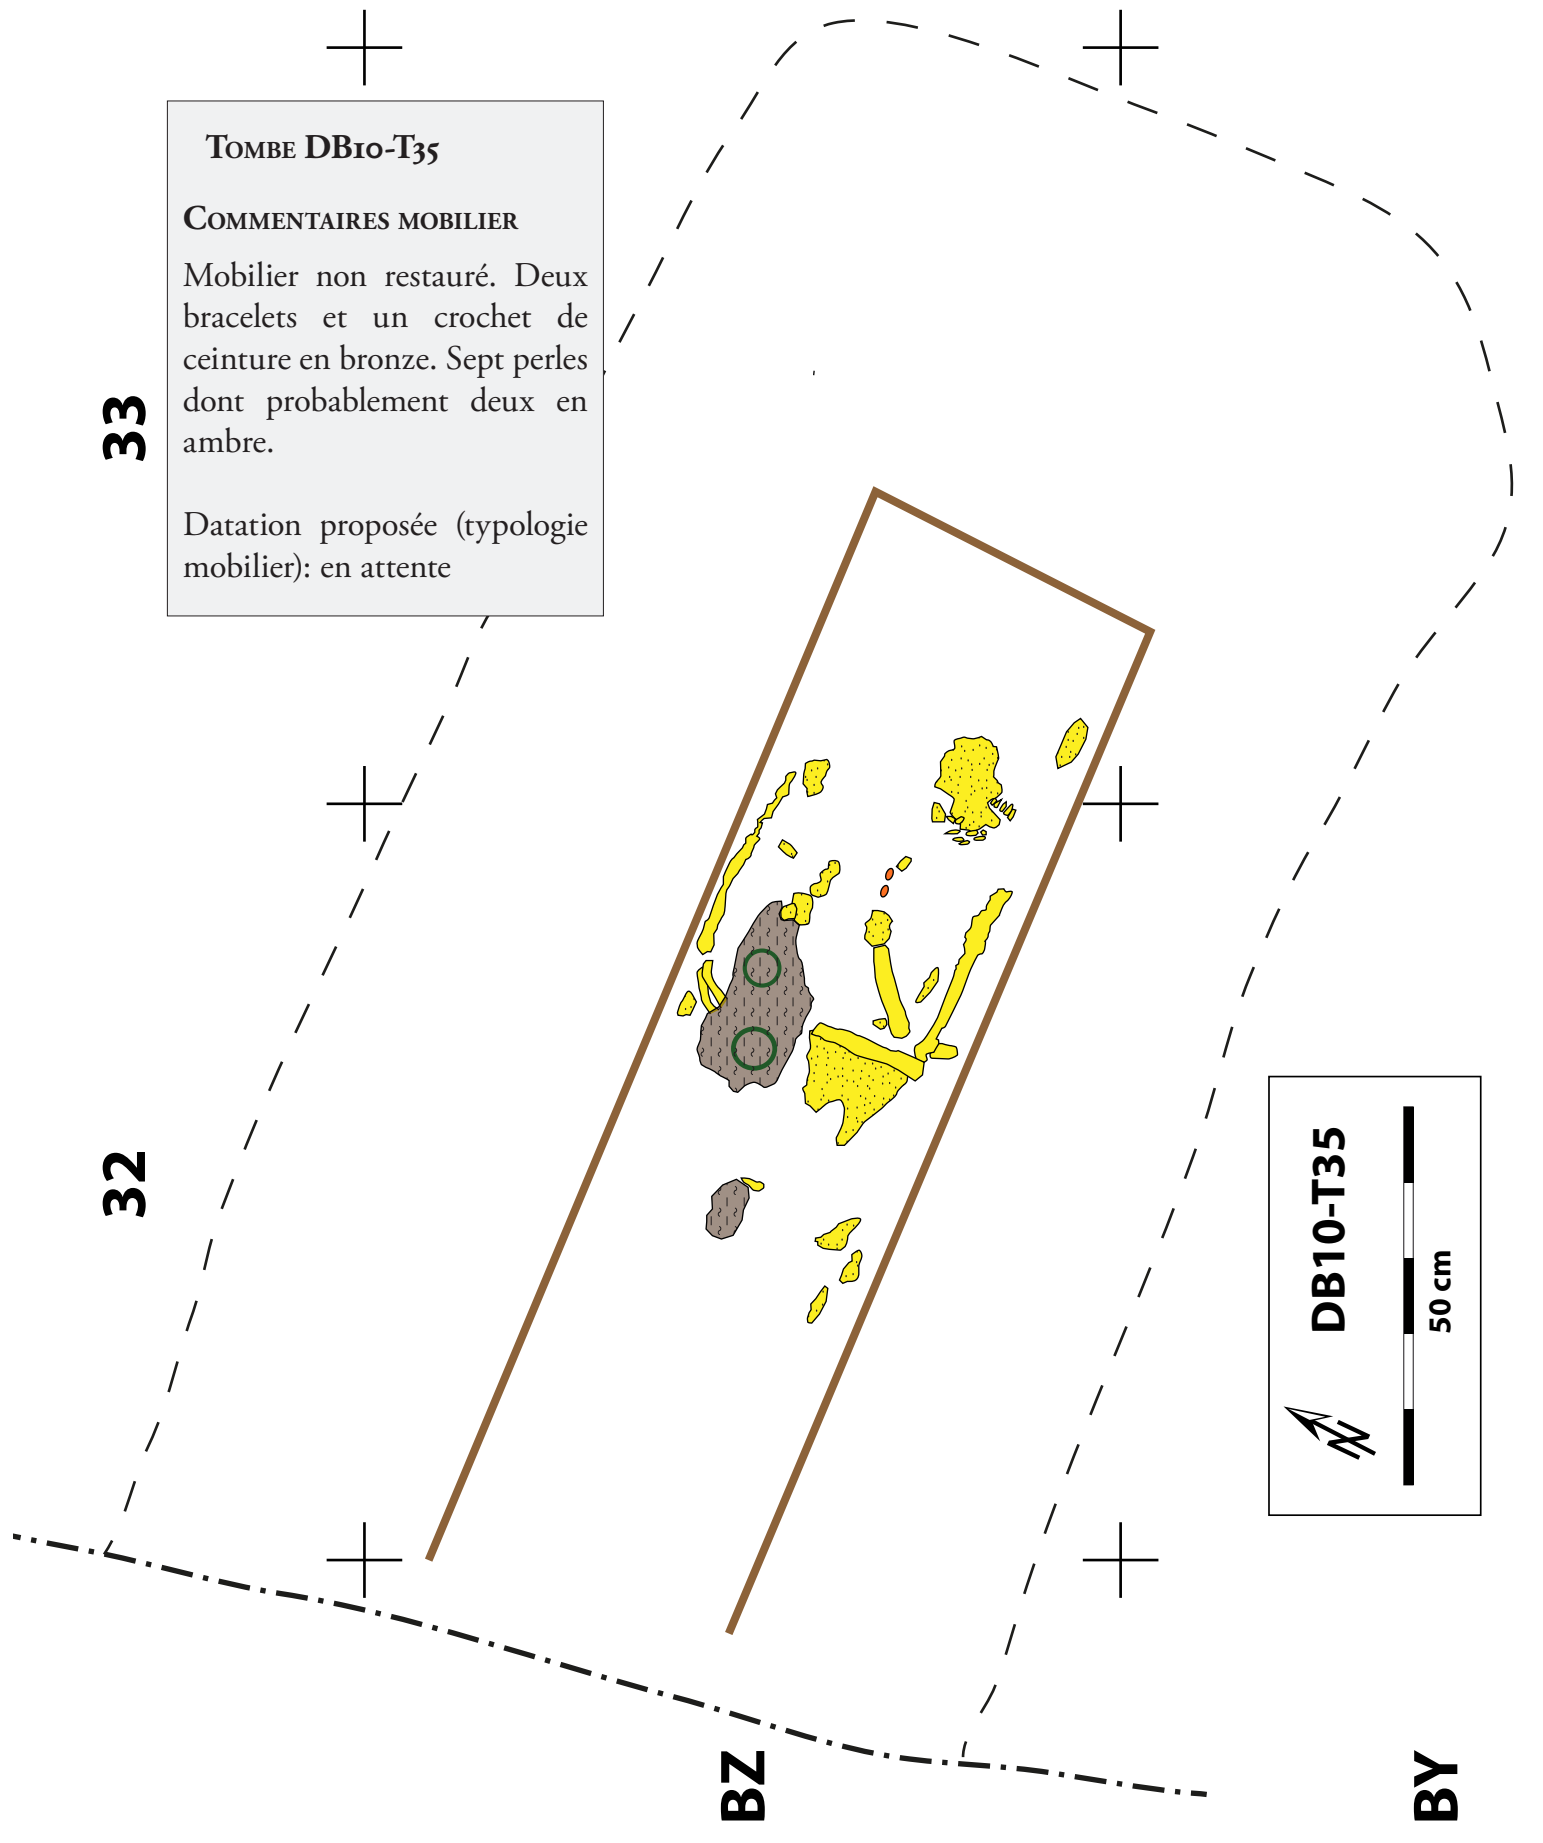 Tombe DB10-T35
Commentaires mobilier
Mobilier non restauré. Deux
bracelets et un crochet de
ceinture en bronze. Sept perles
dont probablement deux en
ambre.
Datation proposée (typologie
mobilier): en attente
33
32
BZ
BY
DB10-T35
N
50 cm